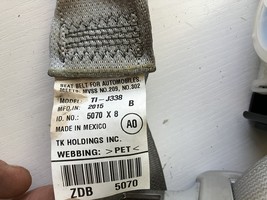 SEAT BELT FOR AUTOMOBILES.
MEETS MVSS NO.209, NO.302
MODEL: TI-J338
MFD.IN: 2015 B
ID. NO.: 5070 X 8
MADE IN MEXICO A0
TK HOLDINGS INC.
WEBBING: >PET<
ZDB 5070